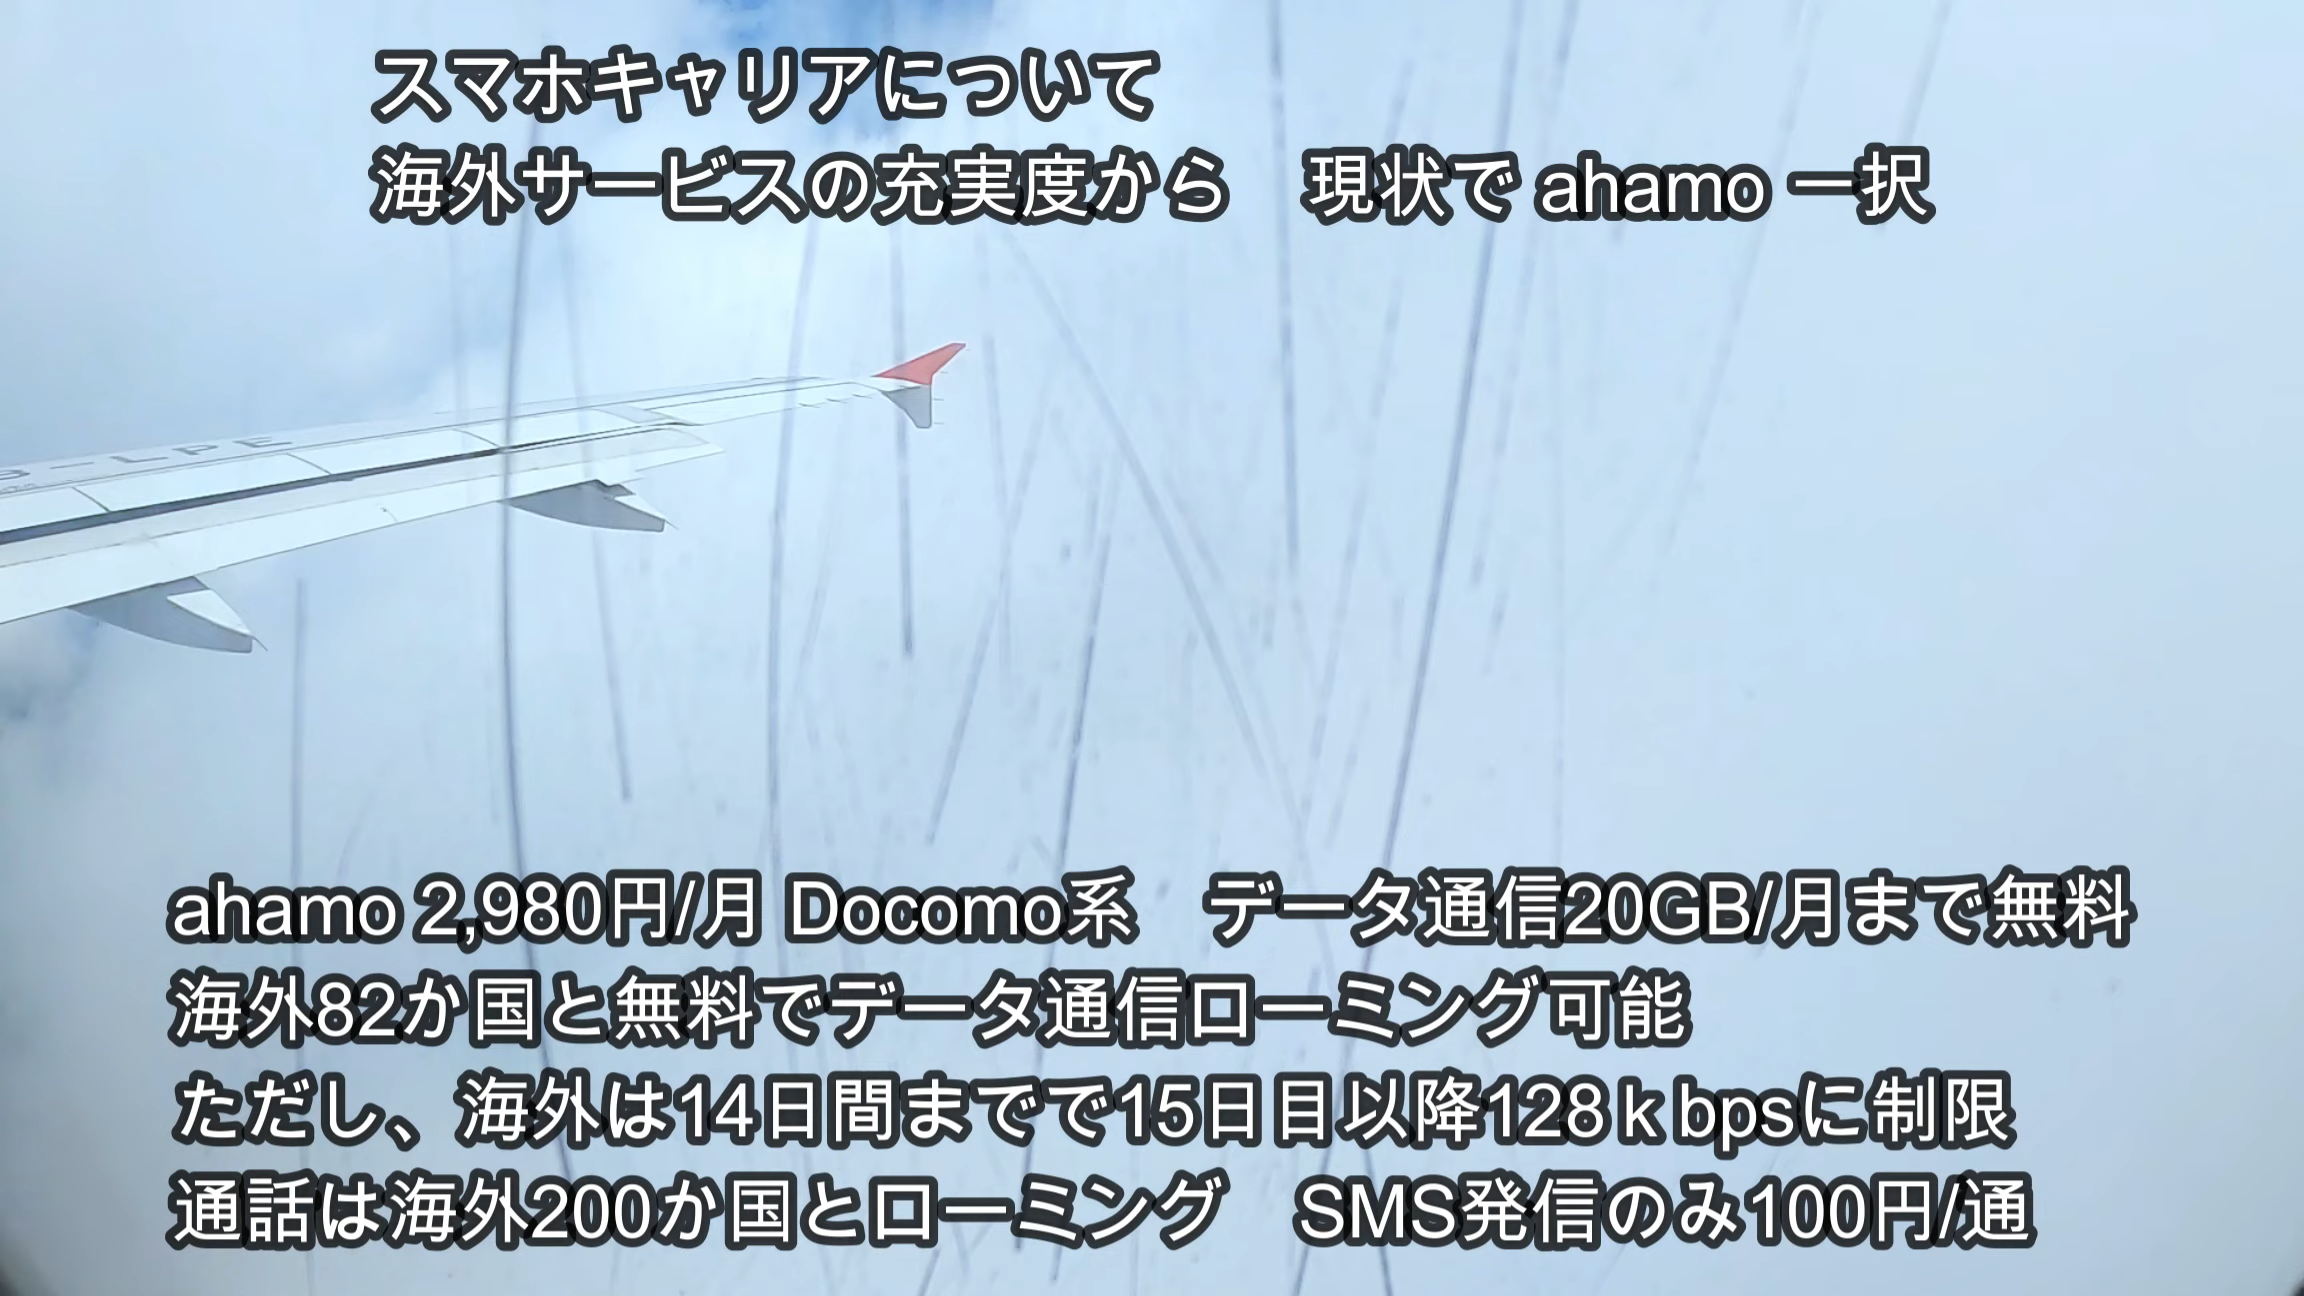 スマホキャリアについて
海外サービスの充実度から　現状で ahamo 一択
B-LPE
ahamo 2,980円/月 Docomo系　データ通信20GB/月まで無料
海外82か国と無料でデータ通信ローミング可能
ただし、海外は14日間までで15日目以降128ｋbpsに制限
通話は海外200か国とローミング　SMS発信のみ100円/通